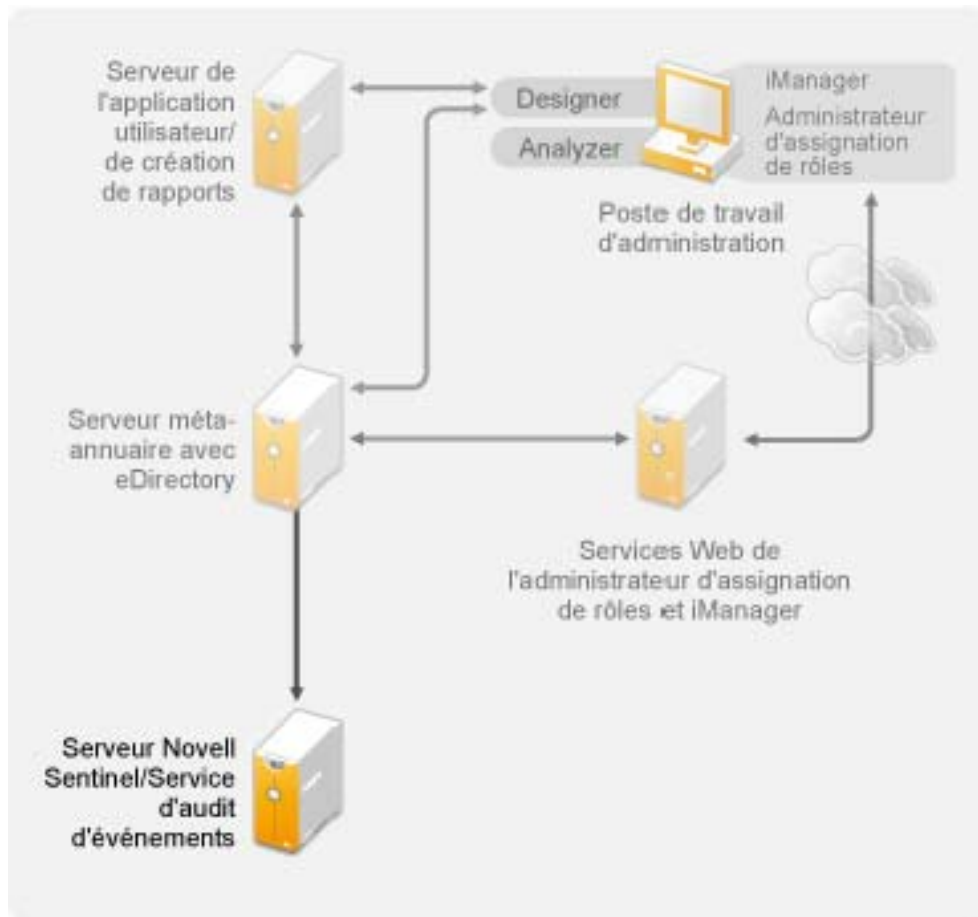 Serveur de
l'application
utilisateur/
de création
de rapports
Designer
Analyzer
iManager
Administrateur
d'assignation
de rôles
Poste de travail
d'administration
Serveur méta-
annuaire avec
eDirectory
Services Web de
l'administrateur d'assignation
de rôles et iManager
Serveur Novell
Sentinel/Service
d'audit
d'événements